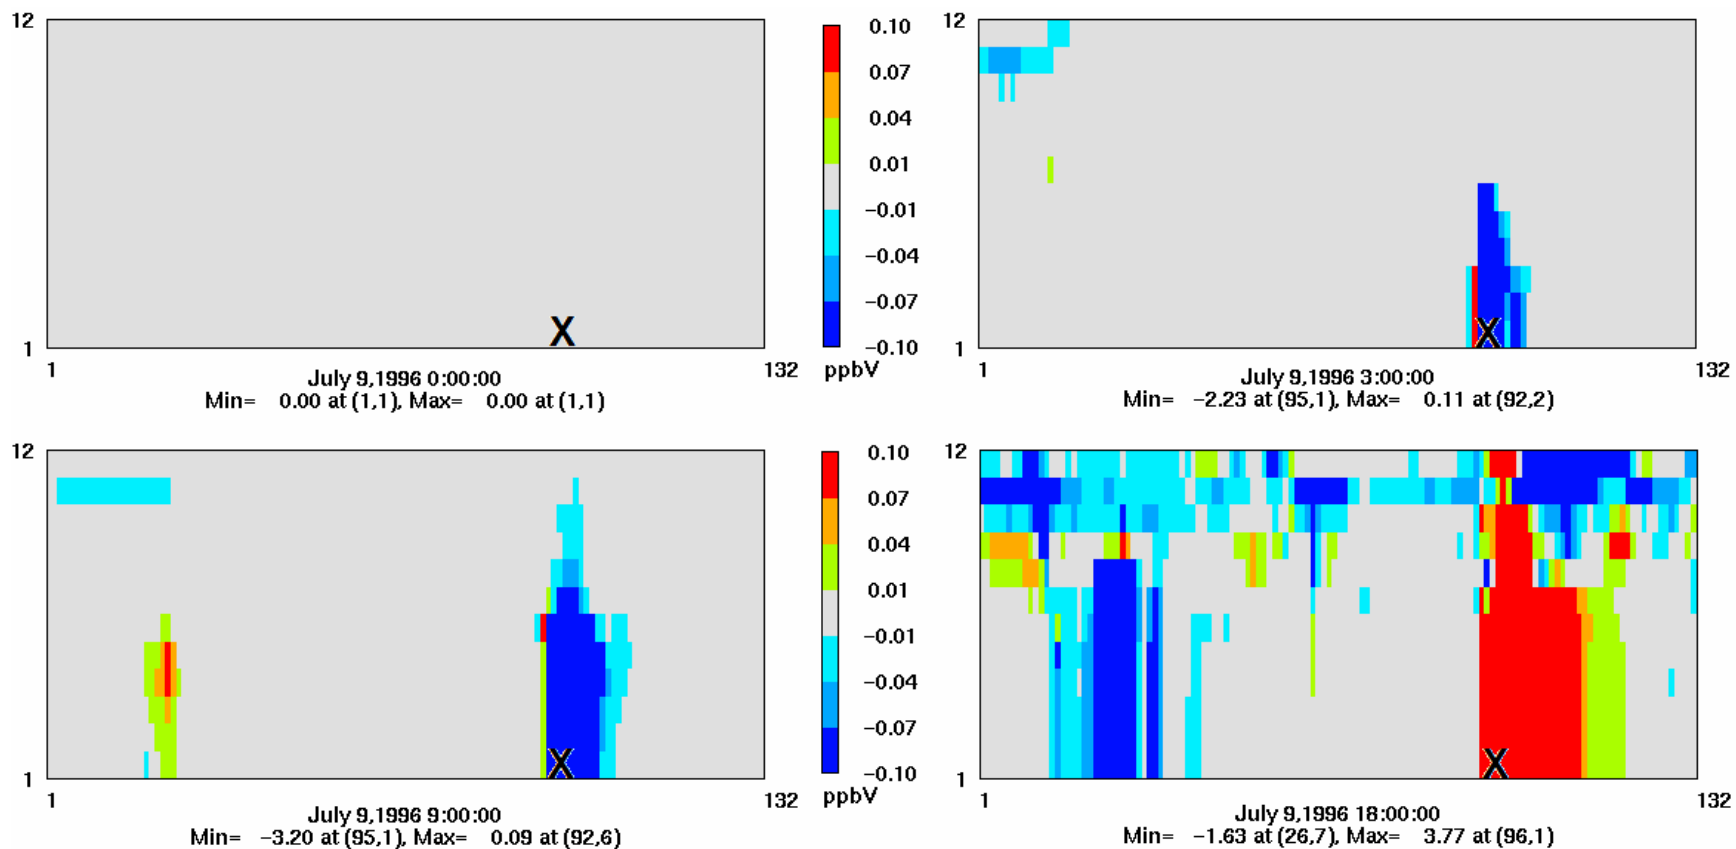 12
1
X
1 132
July 9,1996 0:00:00
Min= 0.00 at (1,1), Max= 0.00 at (1,1)
0.10
0.07
0.04
0.01
-0.01
-0.04
-0.07
-0.10
ppbV
12
1
X
1 132
July 9,1996 3:00:00
Min= -2.23 at (95,1), Max= 0.11 at (92,2)
12
1
X
1 132
July 9,1996 9:00:00
Min= -3.20 at (95,1), Max= 0.09 at (92,6)
0.10
0.07
0.04
0.01
-0.01
-0.04
-0.07
-0.10
ppbV
12
1
X
1 132
July 9,1996 18:00:00
Min= -1.63 at (26,7), Max= 3.77 at (96,1)